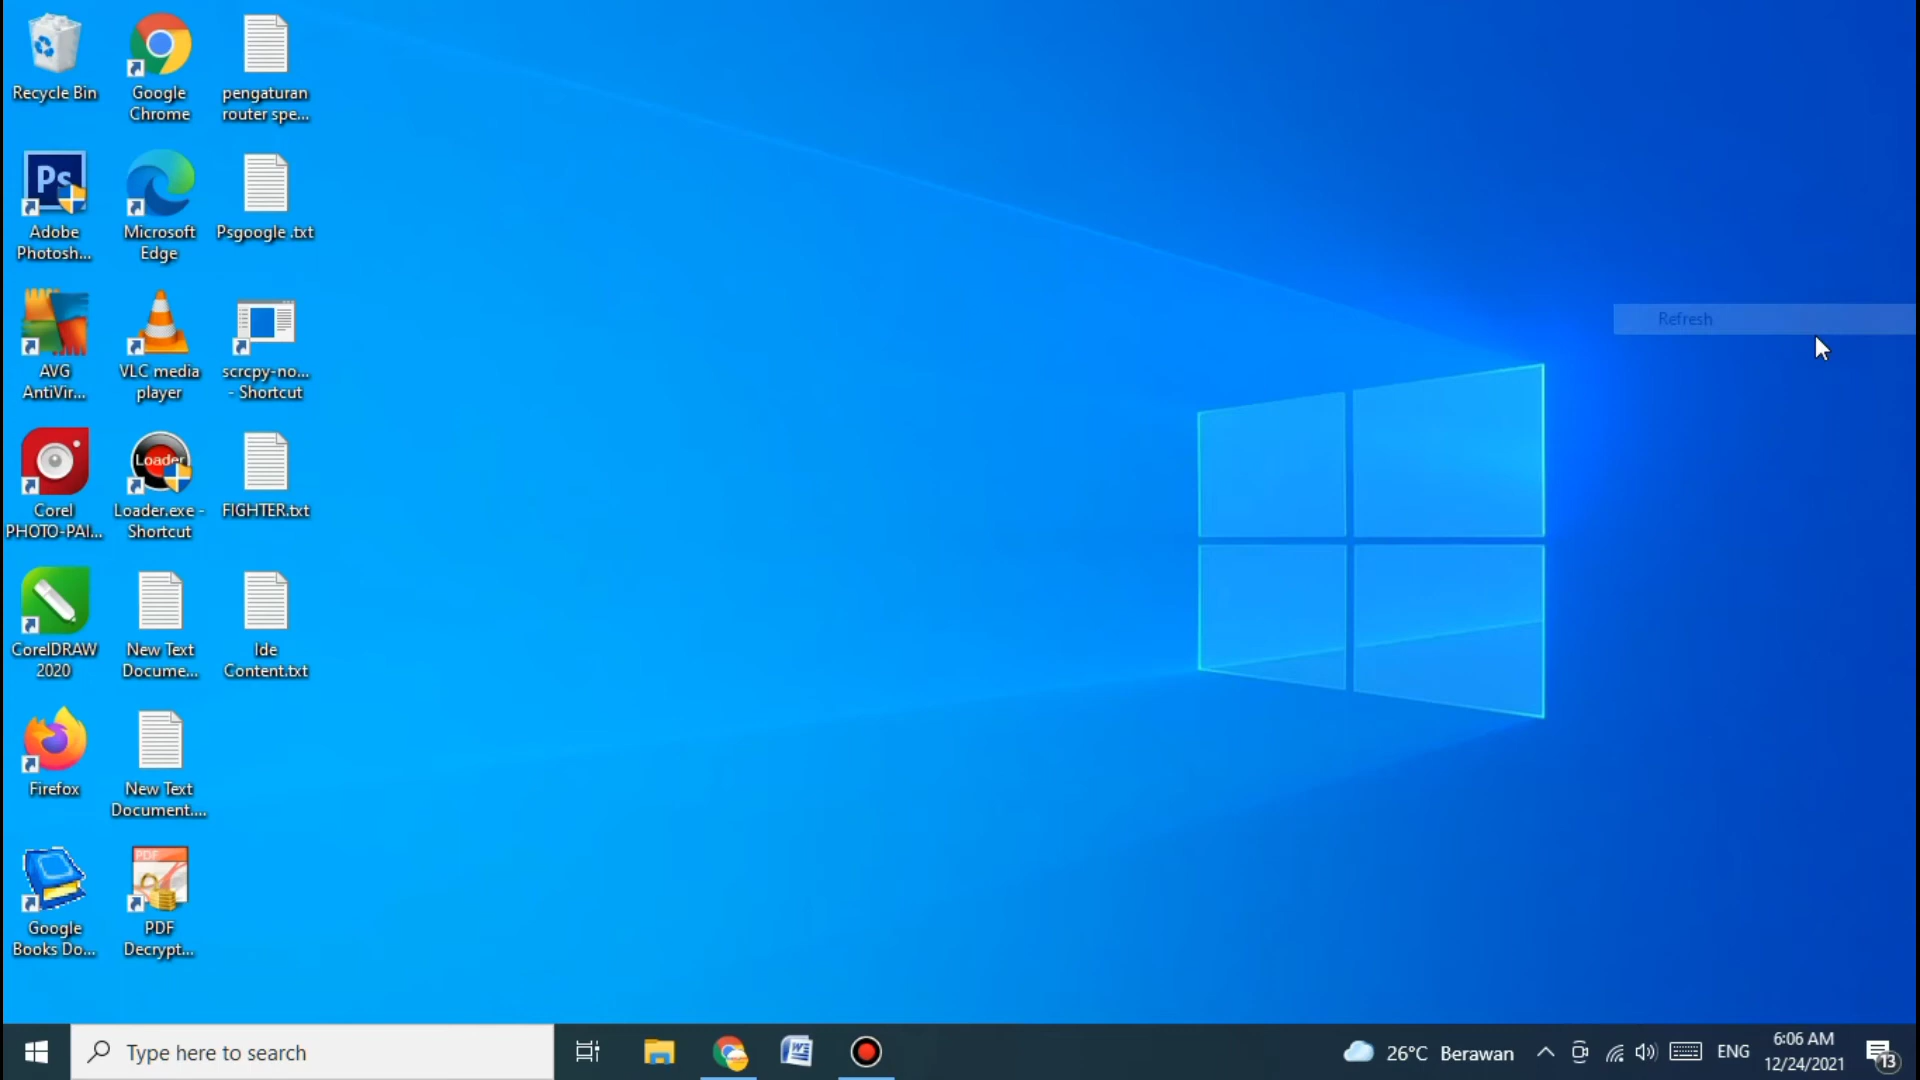 Recycle Bin
Google
Chrome
pengaturan
router spe...
Ps
Adobe
Photosh...
Microsoft
Edge
Psgoogle .txt
AVG
AntiVir...
VLC media
player
scrcpy-no...
- Shortcut
Corel
PHOTO-PAI...
Loader
Loader.exe -
Shortcut
FIGHTER.txt
CorelDRAW
2020
New Text
Docume...
Ide
Content.txt
Firefox
New Text
Document....
Google
Books Do...
PDF
PDF
Decrypt...
Refresh
Type here to search
W
26°C Berawan
ENG
6:06 AM
12/24/2021
13